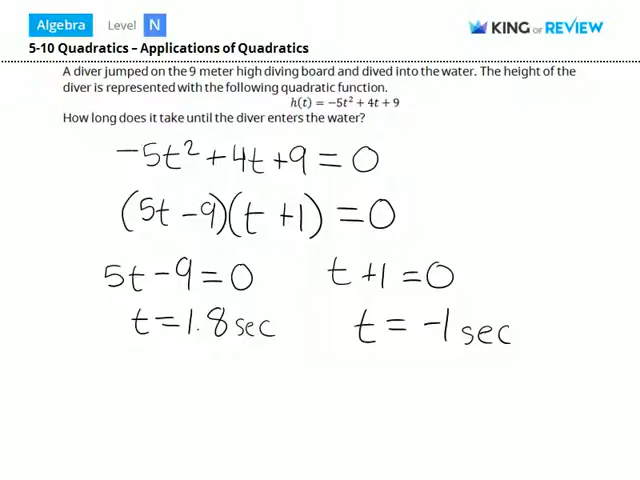 Algebra Level N KING OF REVIEW
5-10 Quadratics – Applications of Quadratics
A diver jumped on the 9 meter high diving board and dived into the water. The height of the
diver is represented with the following quadratic function.
h(t) = −5t² + 4t + 9
How long does it take until the diver enters the water?
-5t² + 4t + 9 = 0
(5t - 9)(t + 1) = 0
5t - 9 = 0 t + 1 = 0
t = 1.8 sec t = -1 sec